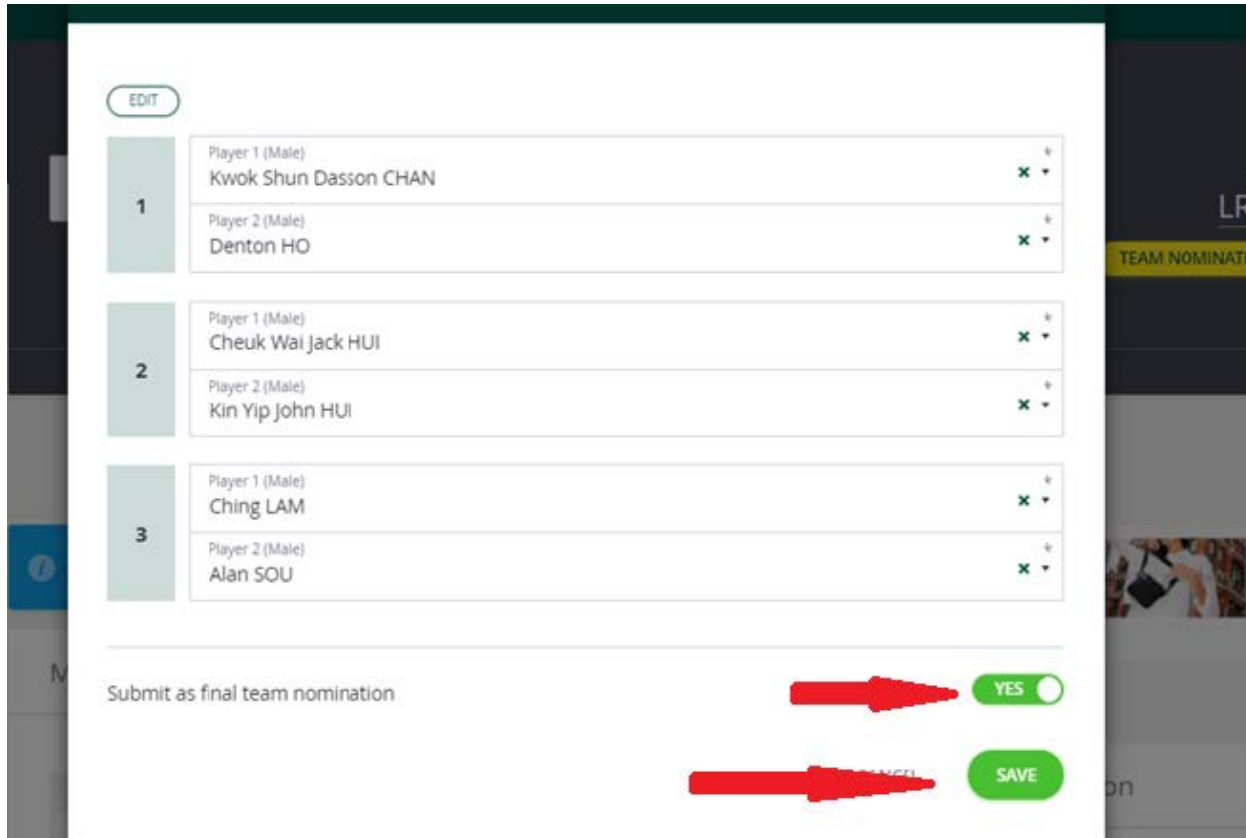 EDIT
1
Player 1 (Male)
Kwok Shun Dasson CHAN
Player 2 (Male)
Denton HO
2
Player 1 (Male)
Cheuk Wai Jack HUI
Player 2 (Male)
Kin Yip John HUI
3
Player 1 (Male)
Ching LAM
Player 2 (Male)
Alan SOU
Submit as final team nomination
YES
CANCEL
SAVE
LR
TEAM NOMINATI
M
on